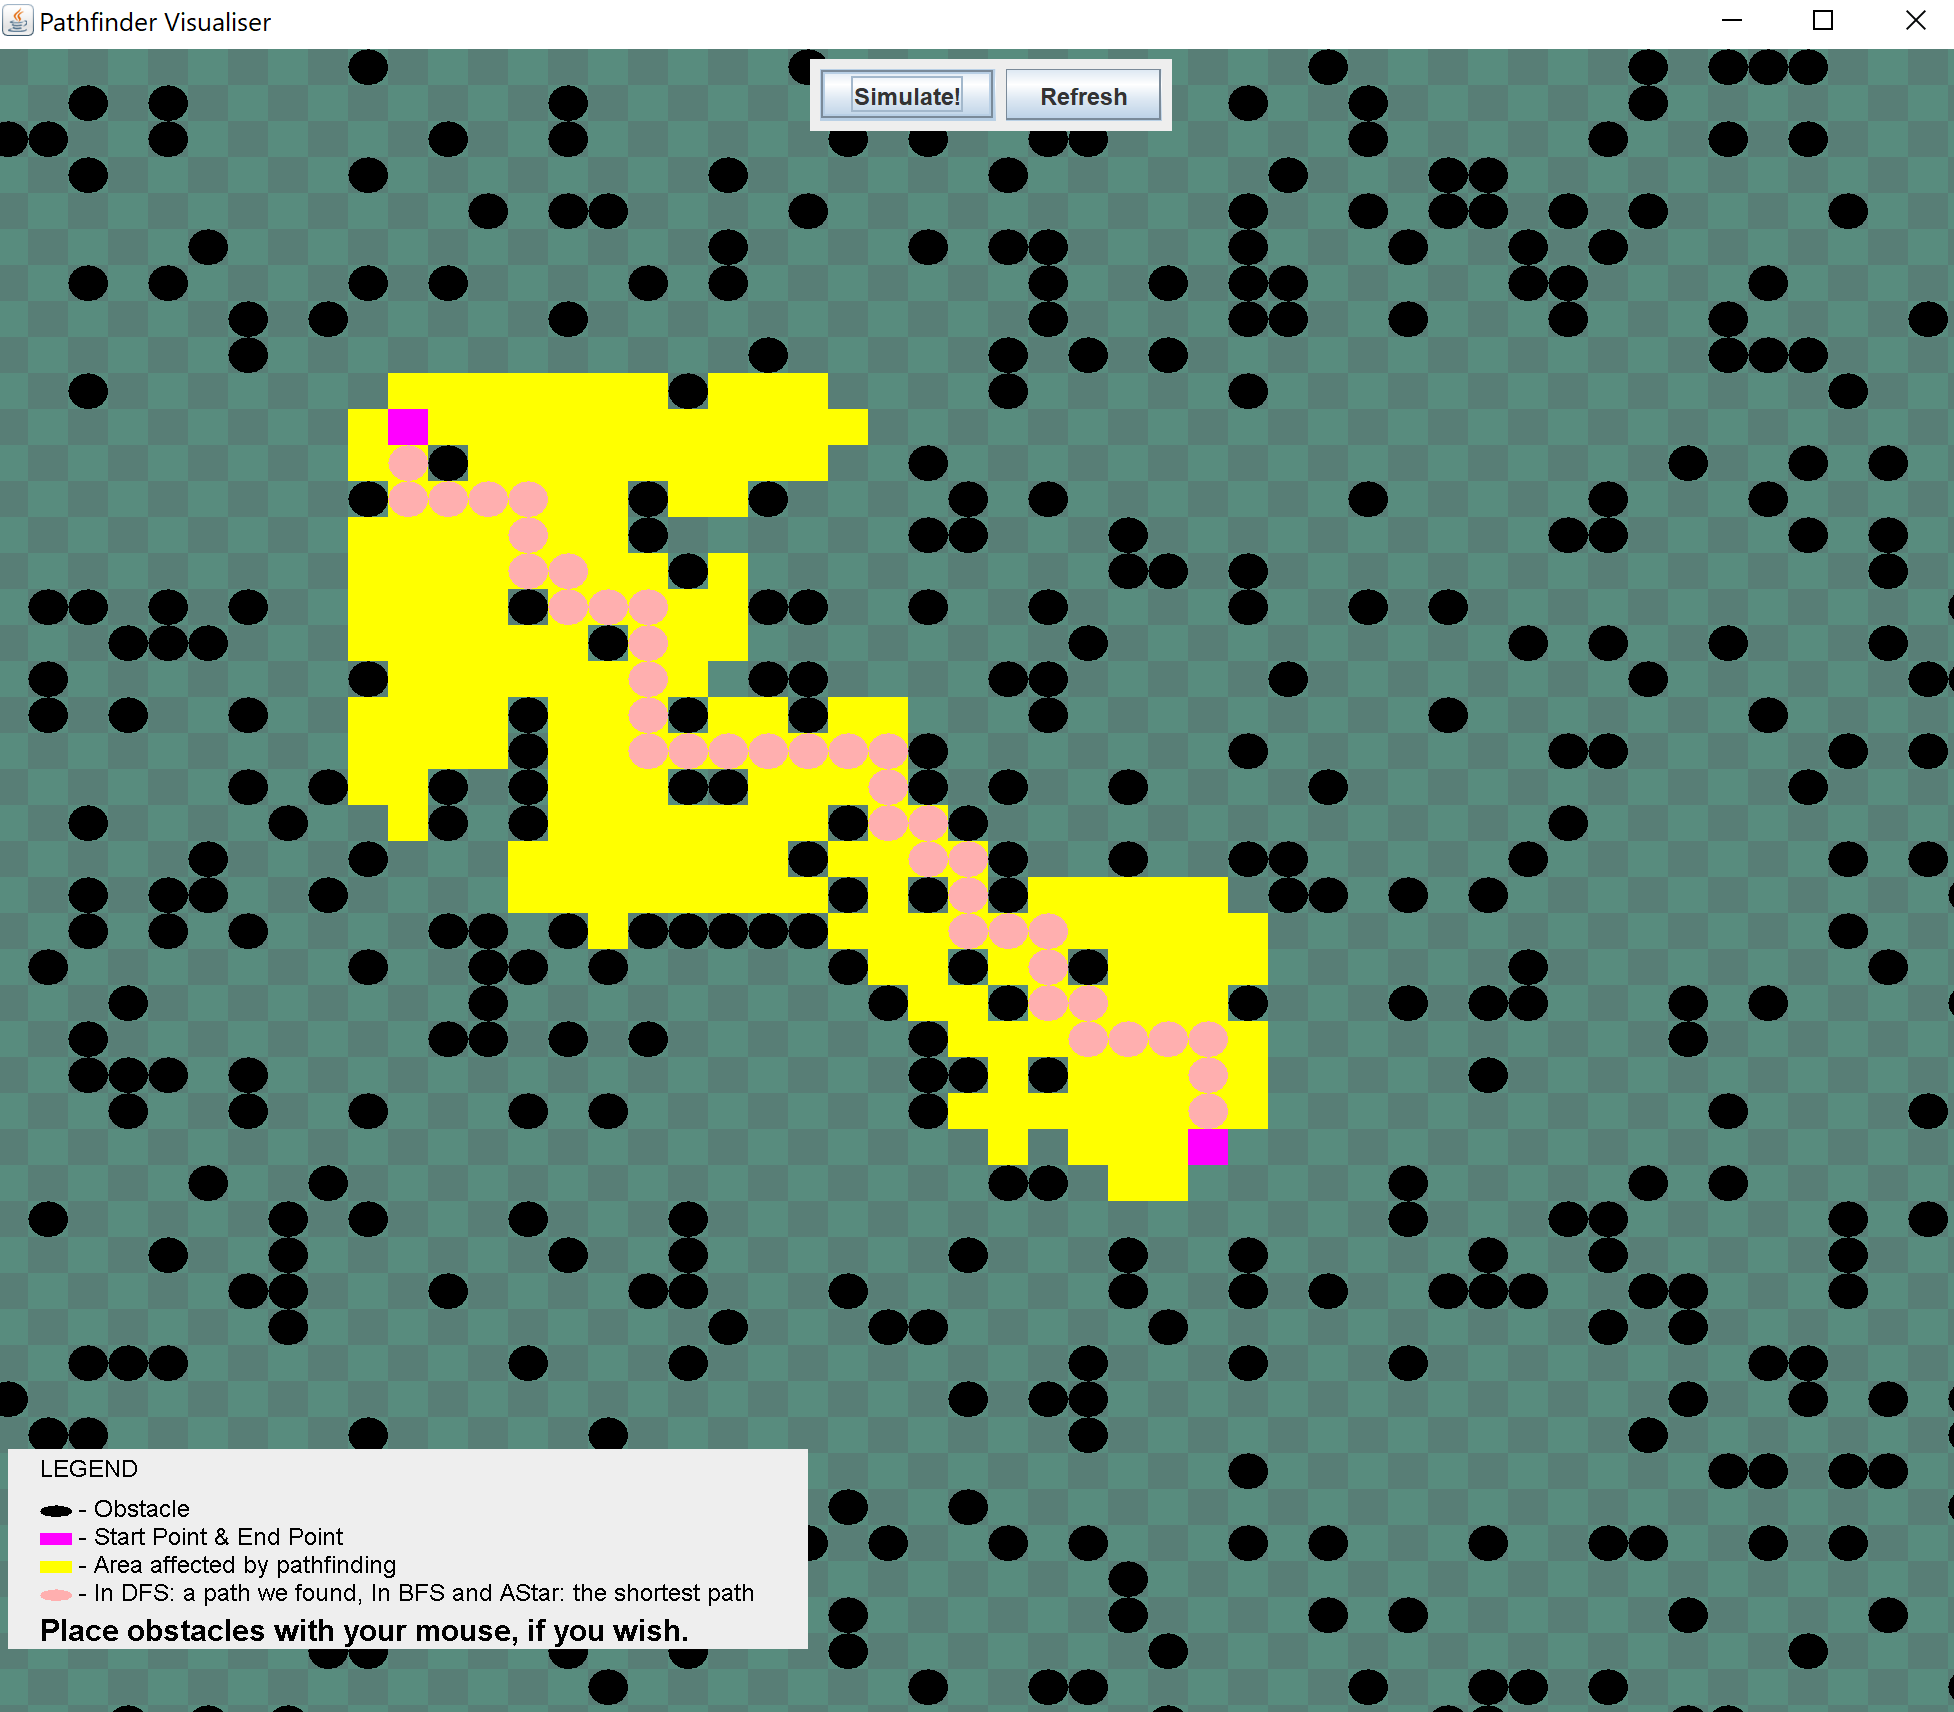 Pathfinder Visualiser
Simulate! Refresh
LEGEND
- Obstacle
- Start Point & End Point
- Area affected by pathfinding
- In DFS: a path we found, In BFS and AStar: the shortest path
Place obstacles with your mouse, if you wish.